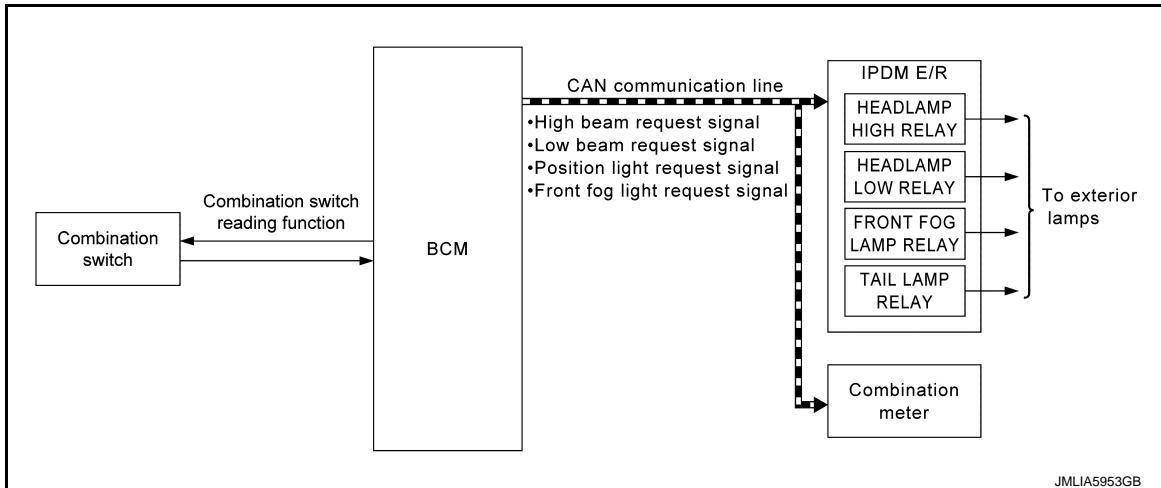 Combination
switch
Combination switch
reading function
BCM
CAN communication line
•High beam request signal
•Low beam request signal
•Position light request signal
•Front fog light request signal
IPDM E/R
HEADLAMP
HIGH RELAY
HEADLAMP
LOW RELAY
FRONT FOG
LAMP RELAY
TAIL LAMP
RELAY
To exterior
lamps
Combination
meter
JMLIA5953GB